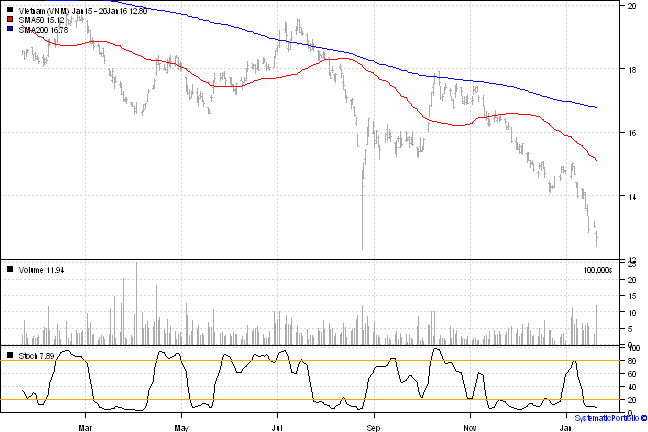 Vietnam (VNM) Jan15 - 20Jan16 12.80
SMA50 15.12
SMA200 16.78
20
18
16
14
12
Volume 11.94
100,000s
25
20
15
10
5
0
Stoch 7.89
100
80
60
40
20
0
Mar May Jul Sep Nov Jan
SystematicPortfolio ©